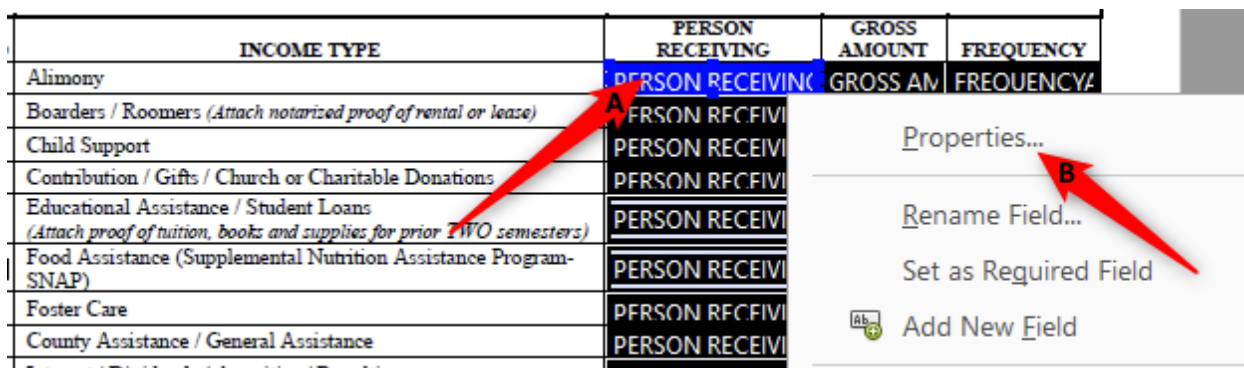 INCOME TYPE
PERSON
RECEIVING
GROSS
AMOUNT
FREQUENCY
Alimony
PERSON RECEIVING
GROSS AM
FREQUENCYA
A
Boarders / Roomers (Attach notarized proof of rental or lease)
PERSON RECEIVI
Child Support
PERSON RECEIVI
Contribution / Gifts / Church or Charitable Donations
PERSON RECEIVI
Educational Assistance / Student Loans
(Attach proof of tuition, books and supplies for prior TWO semesters)
PERSON RECEIVI
Food Assistance (Supplemental Nutrition Assistance Program-
SNAP)
PERSON RECEIVI
Foster Care
PERSON RECEIVI
County Assistance / General Assistance
PERSON RECEIVI
Properties...
B
Rename Field...
Set as Required Field
Add New Field